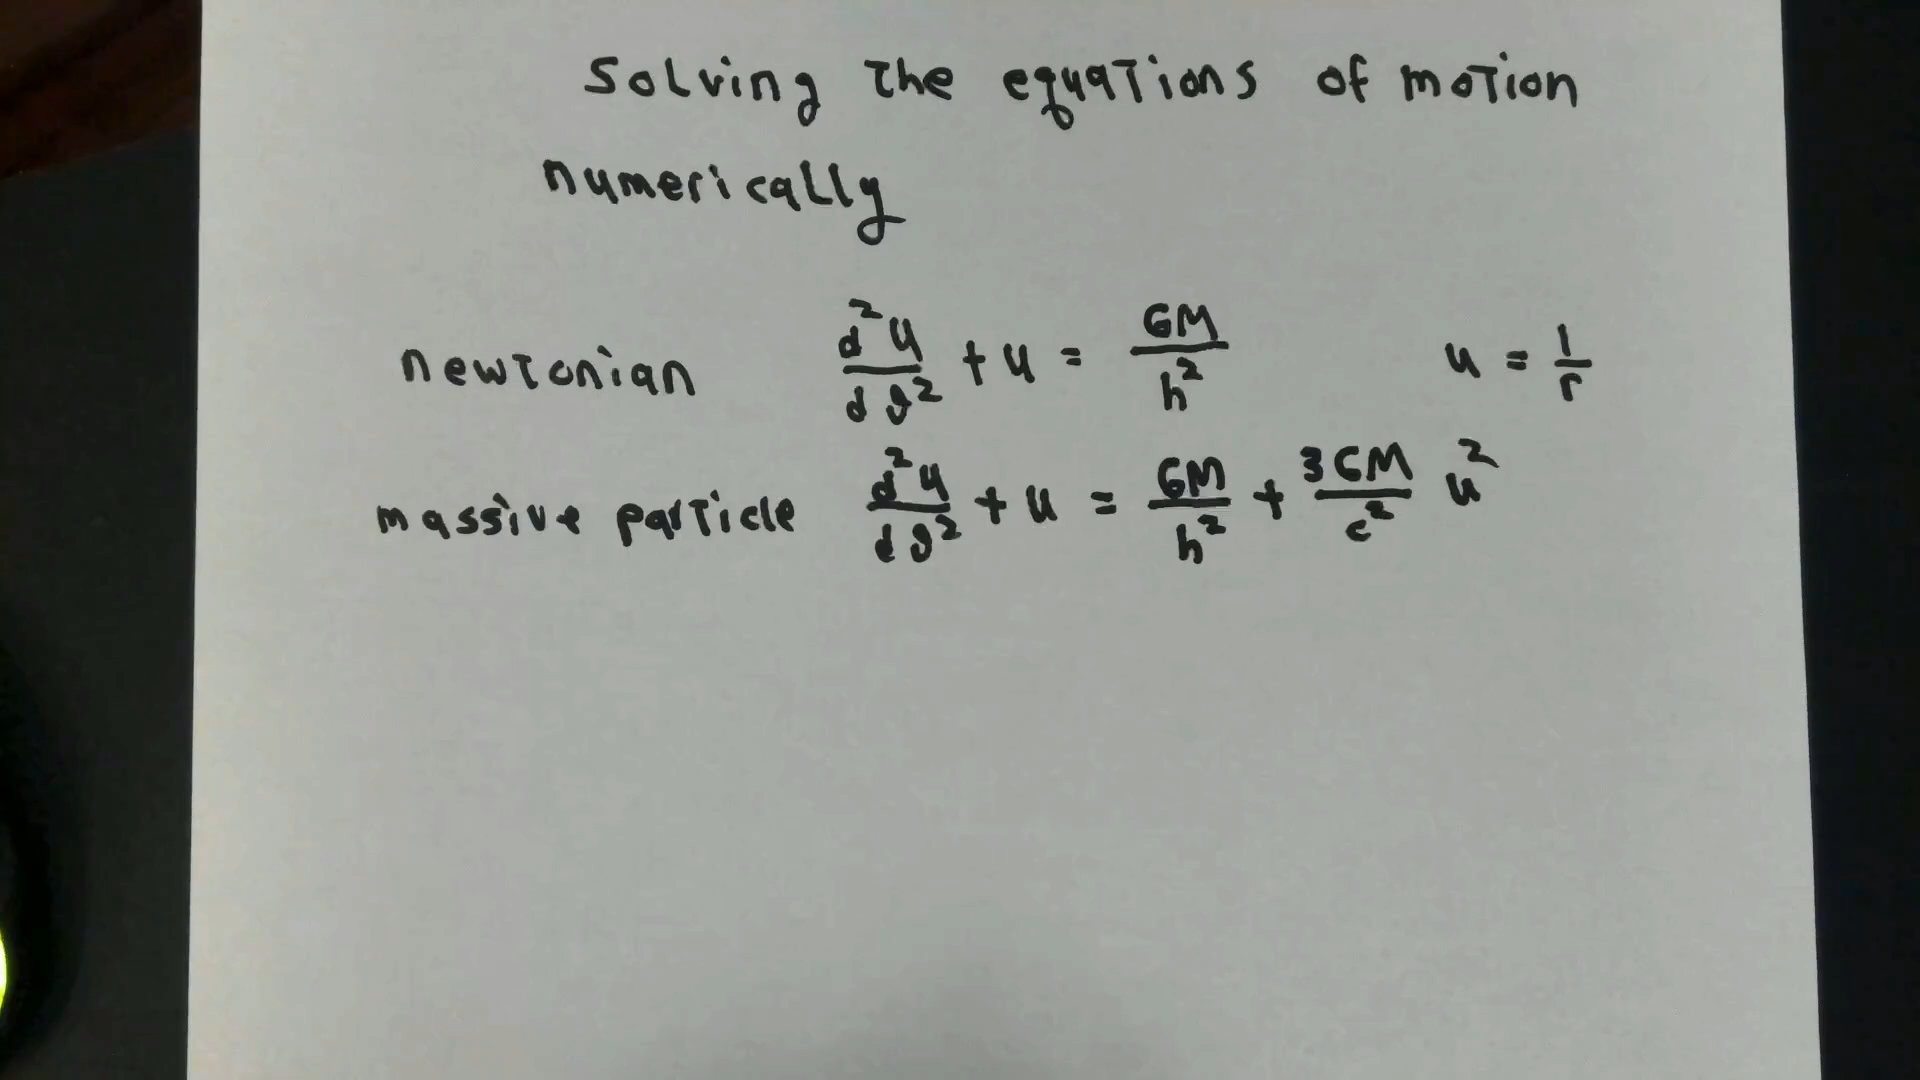 Solving the equations of motion
numerically
newtonian d²u/dϑ² + u = GM/h² u = 1/r
massive particle d²u/dϑ² + u = GM/h² + 3GM/c² u²